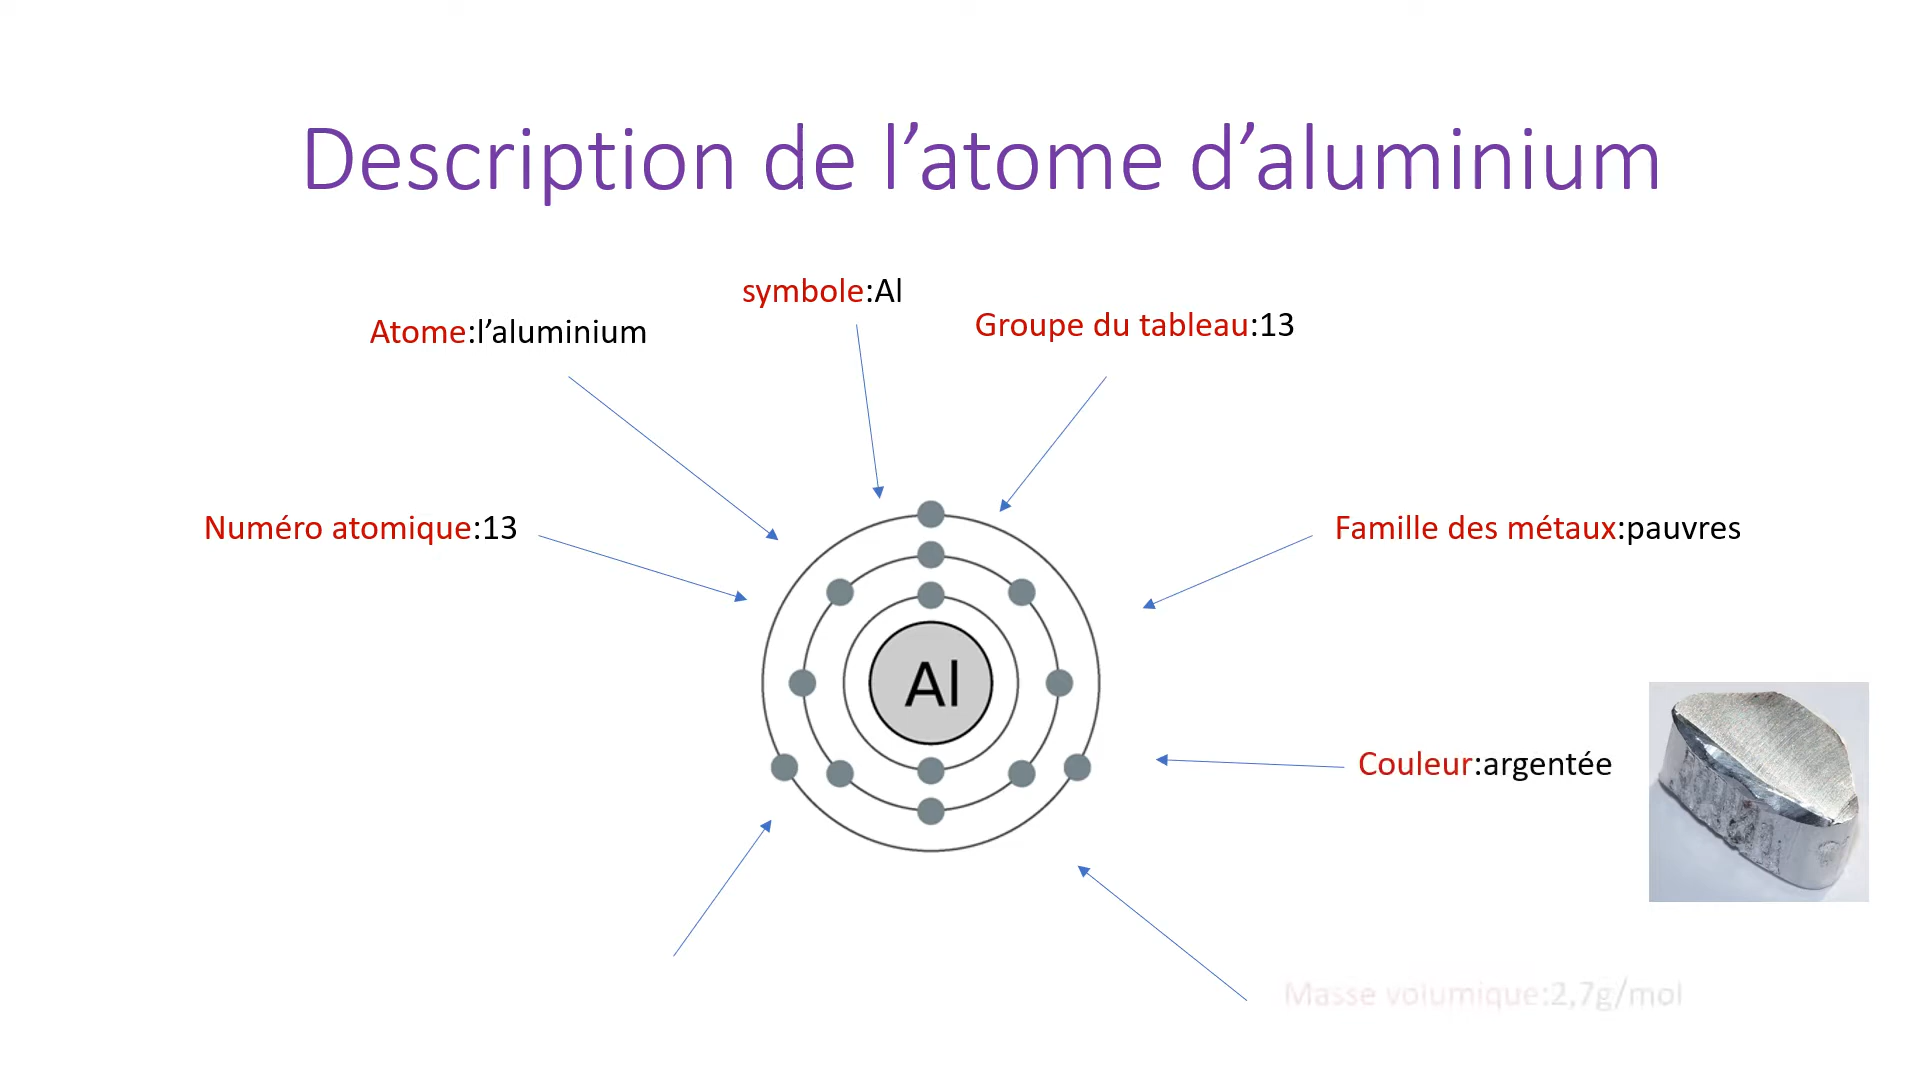 Description de l’atome d’aluminium
symbole:Al
Groupe du tableau:13
Atome:l’aluminium
Numéro atomique:13
Famille des métaux:pauvres
Al
Couleur:argentée
Masse volumique:2,7g/mol